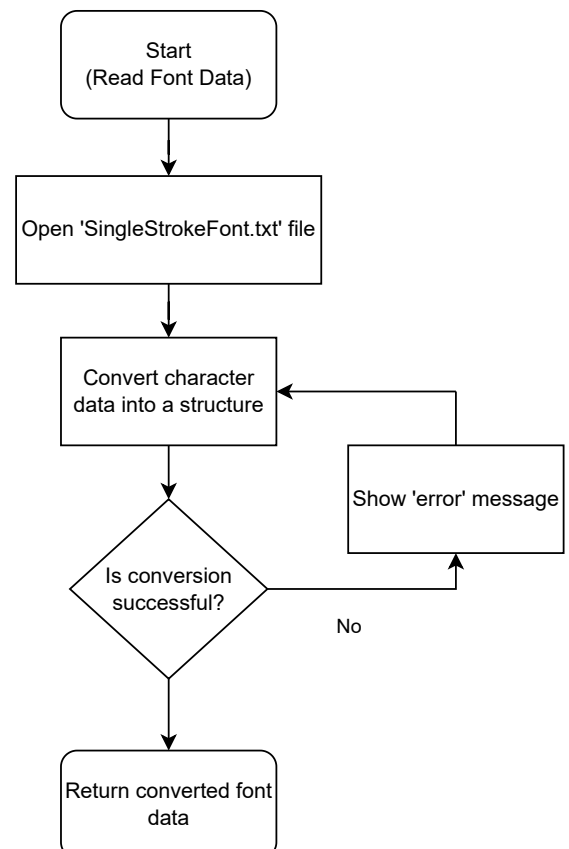 Start
(Read Font Data)
Open 'SingleStrokeFont.txt' file
Convert character
data into a structure
Show 'error' message
Is conversion
successful?
No
Return converted font
data